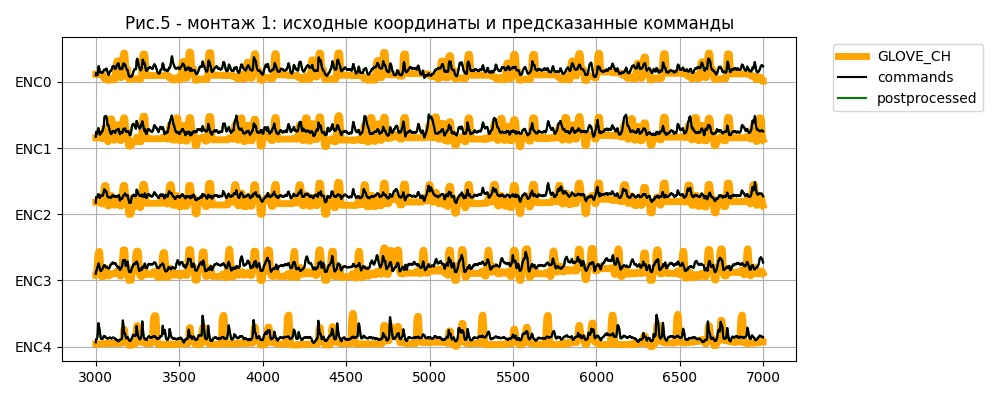 Рис.5 - монтаж 1: исходные координаты и предсказанные комманды
GLOVE_CH
commands
postprocessed
ENC0
ENC1
ENC2
ENC3
ENC4
3000 3500 4000 4500 5000 5500 6000 6500 7000